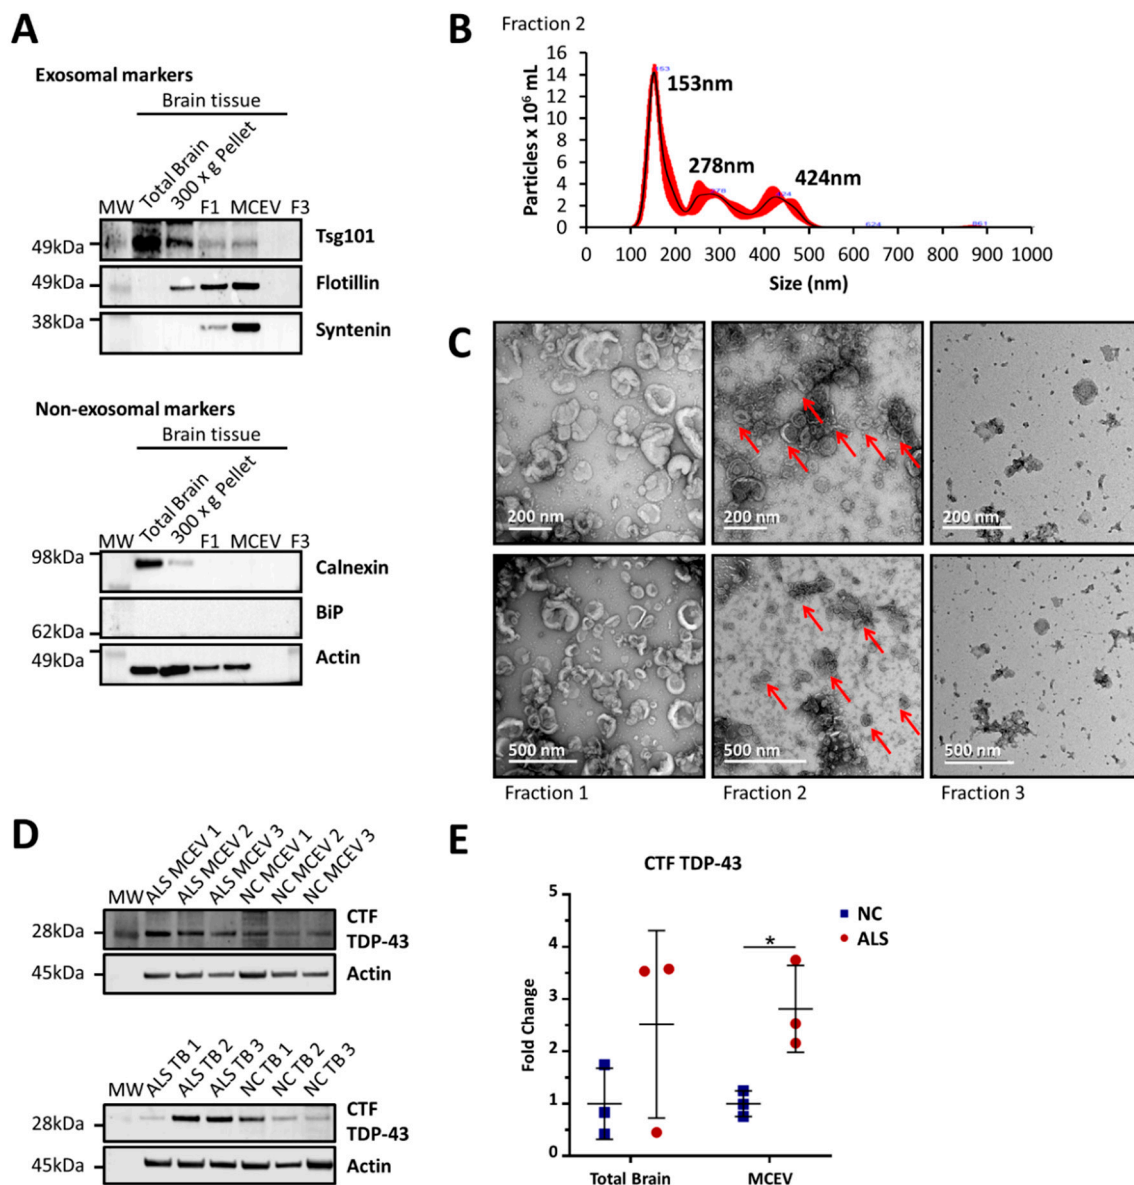 A
Exosomal markers
Brain tissue
Total Brain
300 x g Pellet
MW F1 MCEV F3
49kDa Tsg101
49kDa Flotillin
38kDa Syntenin
Non-exosomal markers
Brain tissue
Total Brain
300 x g Pellet
MW F1 MCEV F3
98kDa Calnexin
BiP
62kDa
49kDa Actin
B
Fraction 2
Particles x 10⁶ mL
16
14
12
10
8
6
4
2
0
153nm
278nm
424nm
624
861
0 100 200 300 400 500 600 700 800 900 1000
Size (nm)
C
200 nm 200 nm 200 nm
500 nm 500 nm 500 nm
Fraction 1 Fraction 2 Fraction 3
D
MW ALS MCEV 1 ALS MCEV 2 ALS MCEV 3 NC MCEV 1 NC MCEV 2 NC MCEV 3
28kDa CTF
TDP-43
45kDa Actin
MW ALS TB 1 ALS TB 2 ALS TB 3 NC TB 1 NC TB 2 NC TB 3
28kDa CTF
TDP-43
45kDa Actin
E
CTF TDP-43
Fold Change
5
4
3
2
1
0
*
NC
ALS
Total Brain MCEV